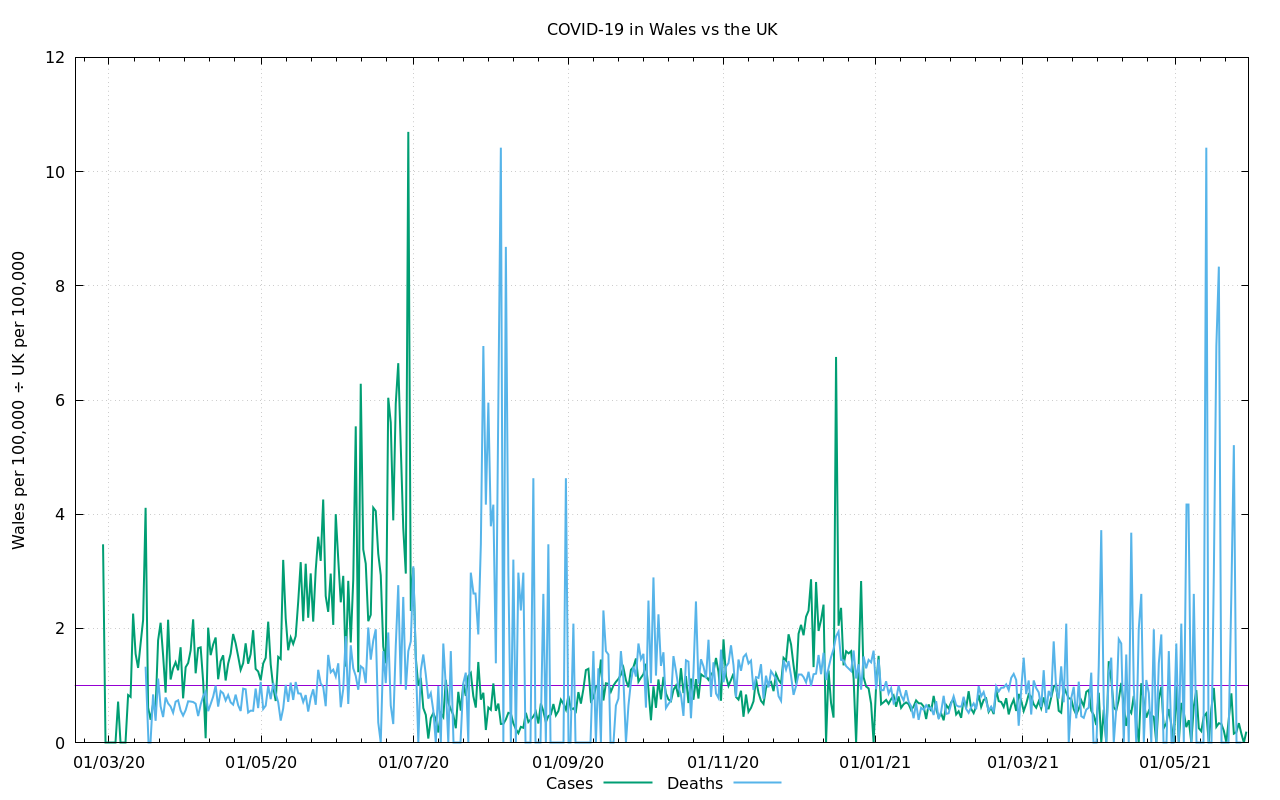 COVID-19 in Wales vs the UK
12
10
8
6
4
2
0
Wales per 100,000 ÷ UK per 100,000
01/03/20 01/05/20 01/07/20 01/09/20 01/11/20 01/01/21 01/03/21 01/05/21
Cases Deaths